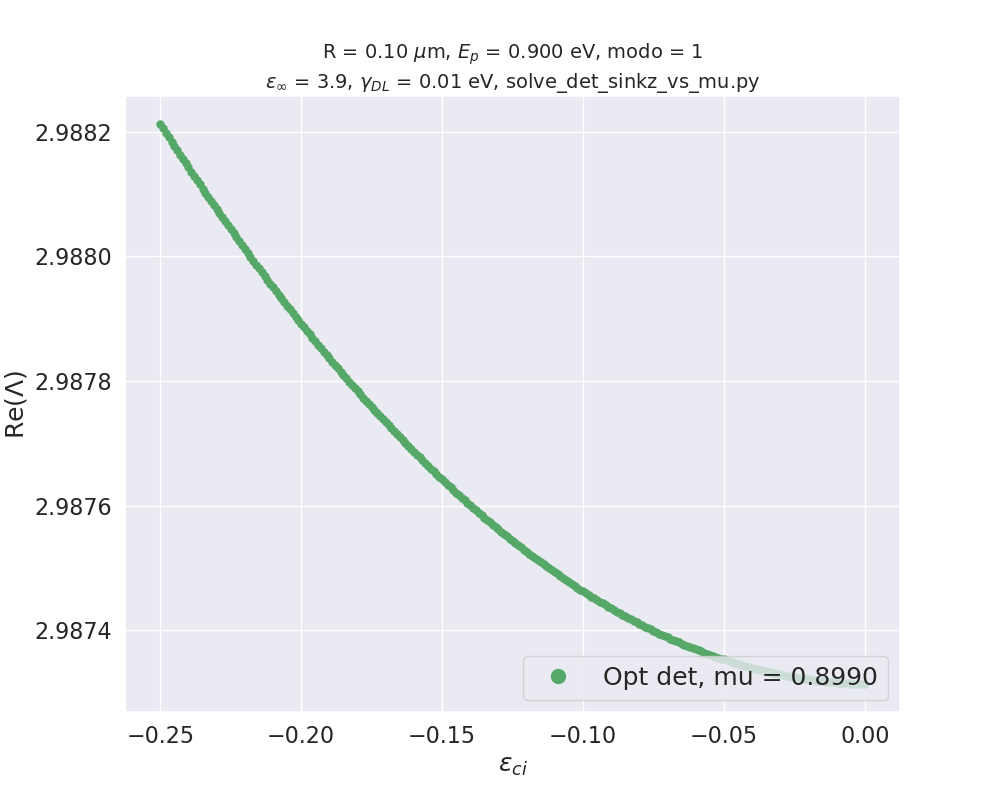 R = 0.10 μm, E_p = 0.900 eV, modo = 1
ε_∞ = 3.9, γ_DL = 0.01 eV, solve_det_sinkz_vs_mu.py
2.9882
2.9880
2.9878
2.9876
2.9874
Re(Λ)
Opt det, mu = 0.8990
−0.25 −0.20 −0.15 −0.10 −0.05 0.00
ε_ci